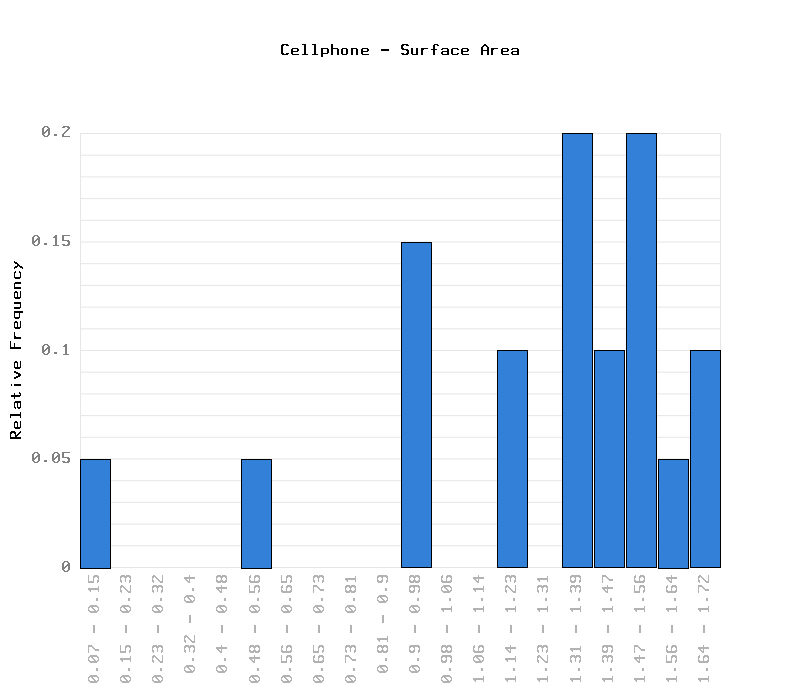 Cellphone - Surface Area
Relative Frequency
0.2
0.15
0.1
0.05
0
0.07 - 0.15
0.15 - 0.23
0.23 - 0.32
0.32 - 0.4
0.4 - 0.48
0.48 - 0.56
0.56 - 0.65
0.65 - 0.73
0.73 - 0.81
0.81 - 0.9
0.9 - 0.98
0.98 - 1.06
1.06 - 1.14
1.14 - 1.23
1.23 - 1.31
1.31 - 1.39
1.39 - 1.47
1.47 - 1.56
1.56 - 1.64
1.64 - 1.72